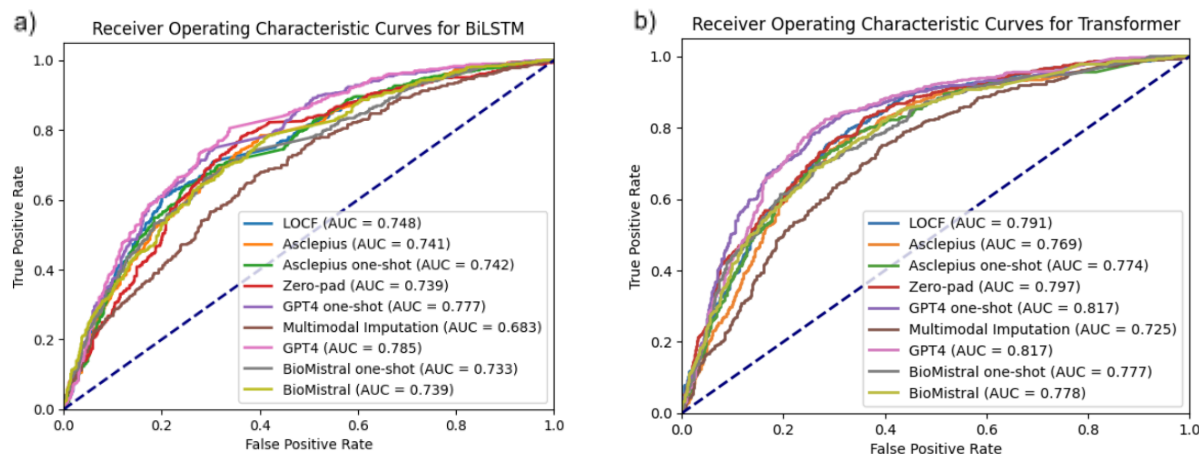 a)
Receiver Operating Characteristic Curves for BiLSTM
True Positive Rate
1.0
0.8
0.6
0.4
0.2
0.0
LOCF (AUC = 0.748)
Asclepius (AUC = 0.741)
Asclepius one-shot (AUC = 0.742)
Zero-pad (AUC = 0.739)
GPT4 one-shot (AUC = 0.777)
Multimodal Imputation (AUC = 0.683)
GPT4 (AUC = 0.785)
BioMistral one-shot (AUC = 0.733)
BioMistral (AUC = 0.739)
0.0 0.2 0.4 0.6 0.8 1.0
False Positive Rate
b)
Receiver Operating Characteristic Curves for Transformer
True Positive Rate
1.0
0.8
0.6
0.4
0.2
0.0
LOCF (AUC = 0.791)
Asclepius (AUC = 0.769)
Asclepius one-shot (AUC = 0.774)
Zero-pad (AUC = 0.797)
GPT4 one-shot (AUC = 0.817)
Multimodal Imputation (AUC = 0.725)
GPT4 (AUC = 0.817)
BioMistral one-shot (AUC = 0.777)
BioMistral (AUC = 0.778)
0.0 0.2 0.4 0.6 0.8 1.0
False Positive Rate